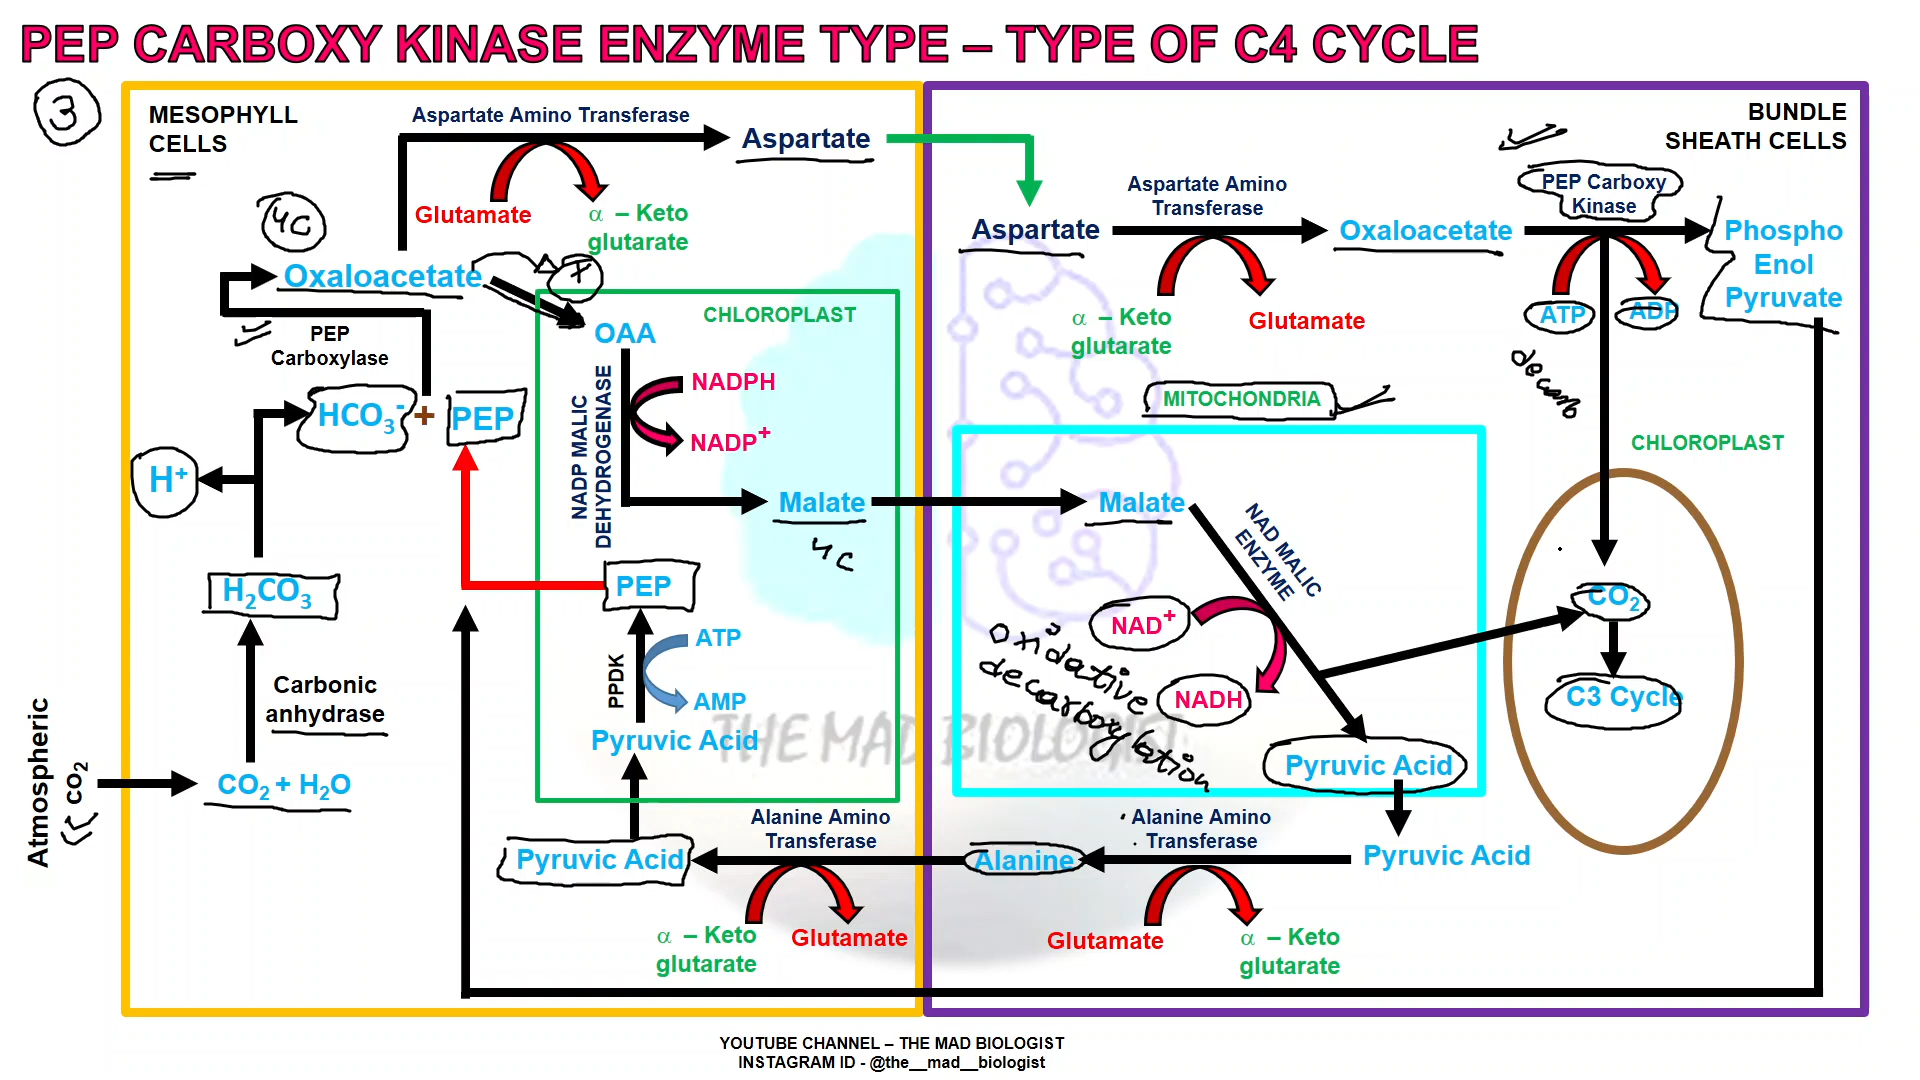 PEP CARBOXY KINASE ENZYME TYPE – TYPE OF C4 CYCLE
3
MESOPHYLL
CELLS
Aspartate Amino Transferase
Aspartate
Glutamate
α – Keto
glutarate
4C
Oxaloacetate
PEP
Carboxylase
HCO3- + PEP
H+
H2CO3
Carbonic
anhydrase
Atmospheric
CO2
CO2 + H2O
CHLOROPLAST
OAA
NADP MALIC
DEHYDROGENASE
NADPH
NADP+
Malate
4C
PEP
PPDK
ATP
AMP
Pyruvic Acid
Pyruvic Acid
Alanine Amino
Transferase
α – Keto
glutarate
Glutamate
BUNDLE
SHEATH CELLS
Aspartate
Aspartate Amino
Transferase
α – Keto
glutarate
Glutamate
Oxaloacetate
PEP Carboxy
Kinase
ATP
ADP
Phospho
Enol
Pyruvate
MITOCHONDRIA
Malate
NAD MALIC
ENZYME
NAD+
NADH
oxidative
decarboxylation
Pyruvic Acid
CHLOROPLAST
CO2
C3 Cycle
Pyruvic Acid
Alanine Amino
Transferase
Alanine
Glutamate
α – Keto
glutarate
THE MAD BIOLOGIST
YOUTUBE CHANNEL – THE MAD BIOLOGIST
INSTAGRAM ID - @the__mad__biologist